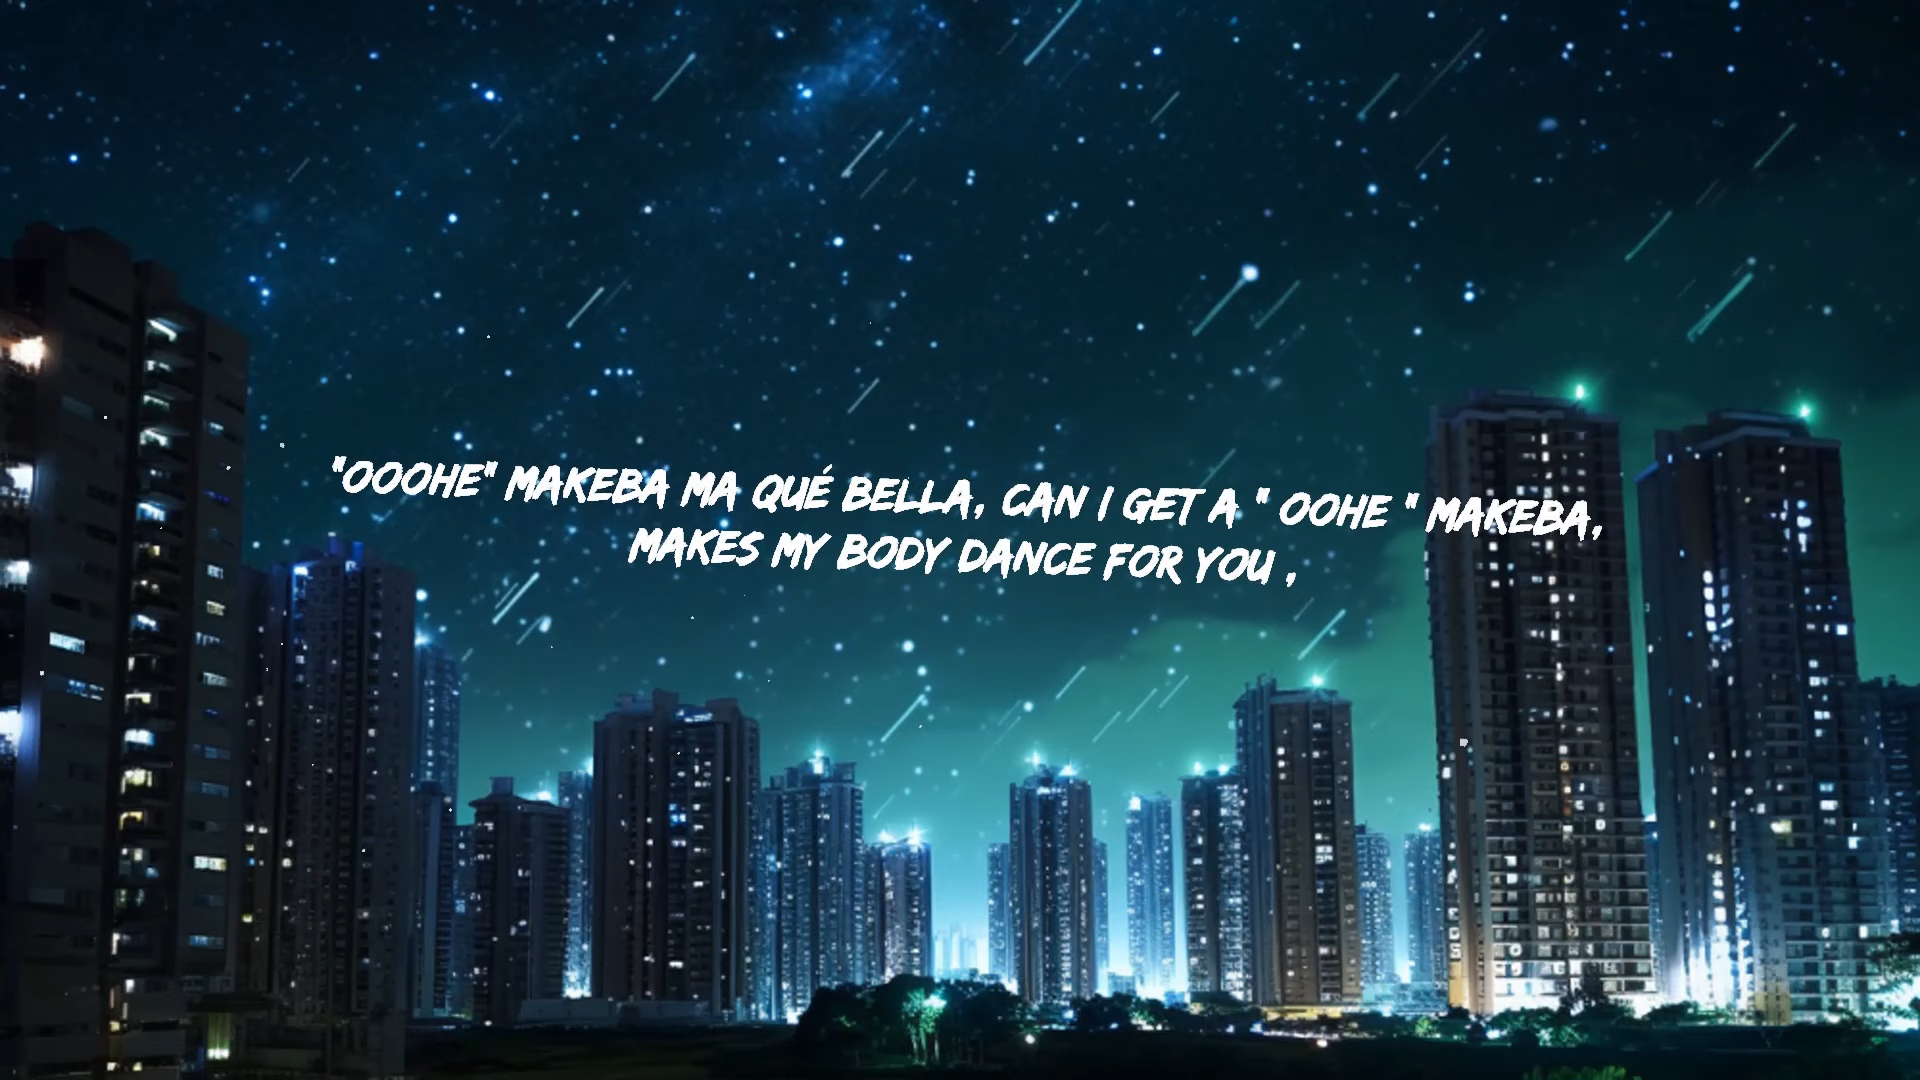 "OOOHE" MAKEBA MA QUÉ BELLA, CAN I GET A " OOHE " MAKEBA,
MAKES MY BODY DANCE FOR YOU ,